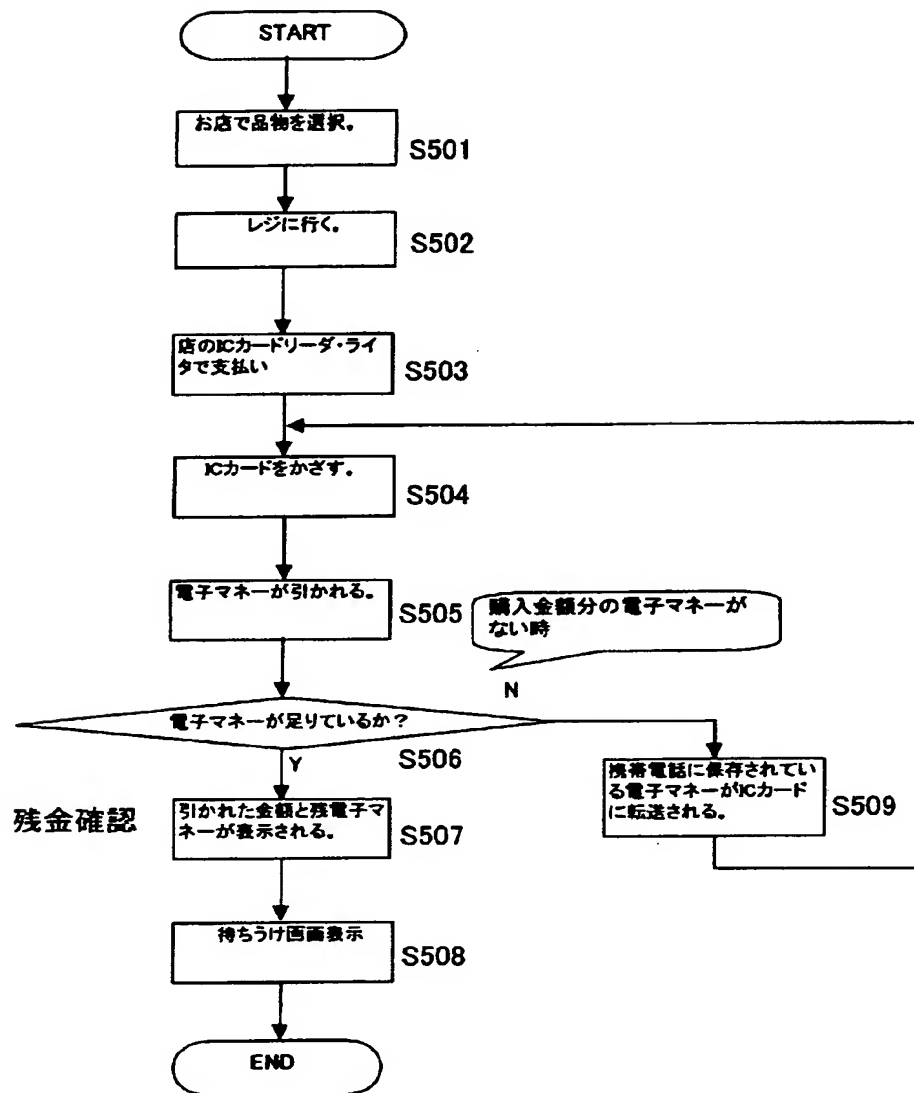 START
お店で品物を選択。
S501
レジに行く。
S502
店のICカードリーダ・ライ
タで支払い
S503
ICカードをかざす。
S504
電子マネーが引かれる。
S505
購入金額分の電子マネーが
ない時
N
電子マネーが足りているか?
S506
Y
携帯電話に保存されてい
る電子マネーがICカード
に転送される。
S509
残金確認
引かれた金額と残電子マ
ネーが表示される。
S507
待ちうけ画面表示
S508
END